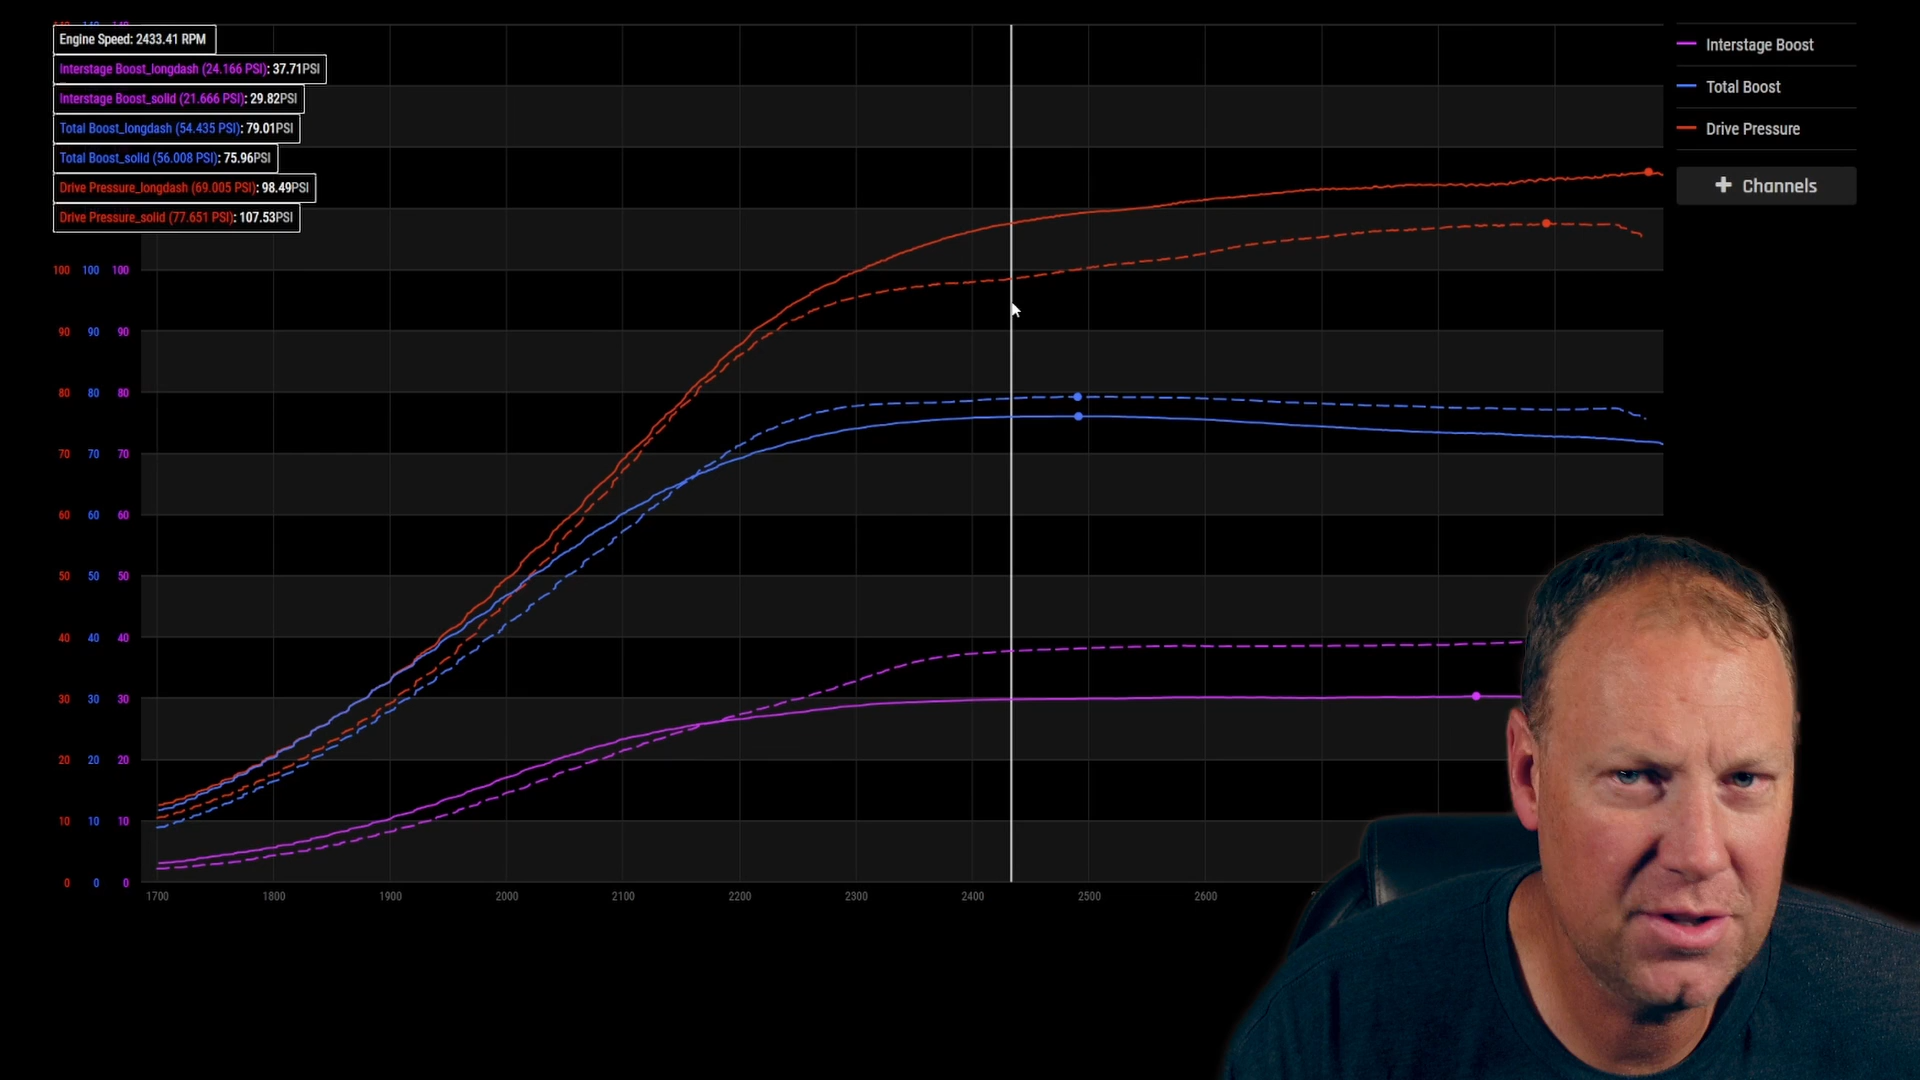 140 140 140
Engine Speed: 2433.41 RPM
Interstage Boost_longdash (24.166 PSI): 37.71PSI
Interstage Boost_solid (21.666 PSI): 29.82PSI
Total Boost_longdash (54.435 PSI): 79.01PSI
Total Boost_solid (56.008 PSI): 75.96PSI
Drive Pressure_longdash (69.005 PSI): 98.49PSI
Drive Pressure_solid (77.651 PSI): 107.53PSI
Interstage Boost
Total Boost
Drive Pressure
Channels
100 100 100
90 90 90
80 80 80
70 70 70
60 60 60
50 50 50
40 40 40
30 30 30
20 20 20
10 10 10
0 0 0
1700 1800 1900 2000 2100 2200 2300 2400 2500 2600